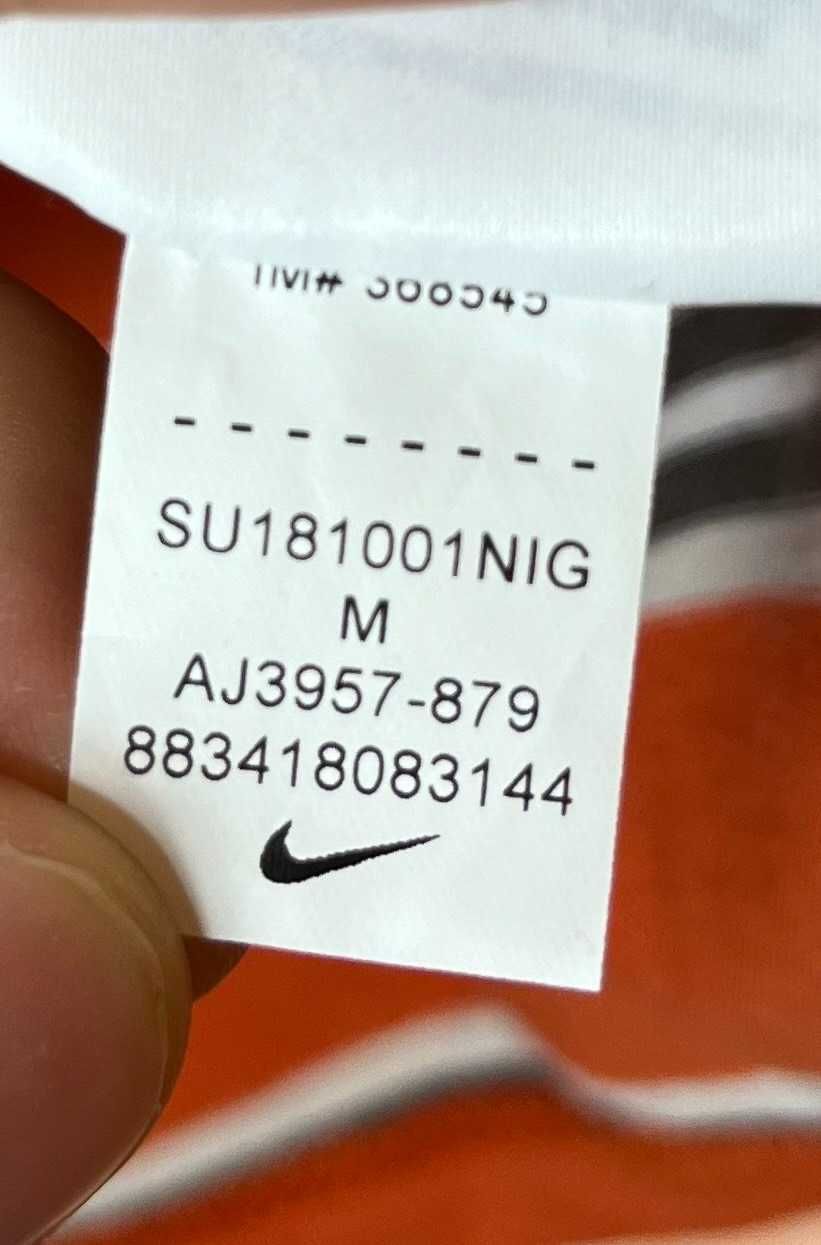 - - - - - - - -
SU181001NIG
M
AJ3957-879
883418083144